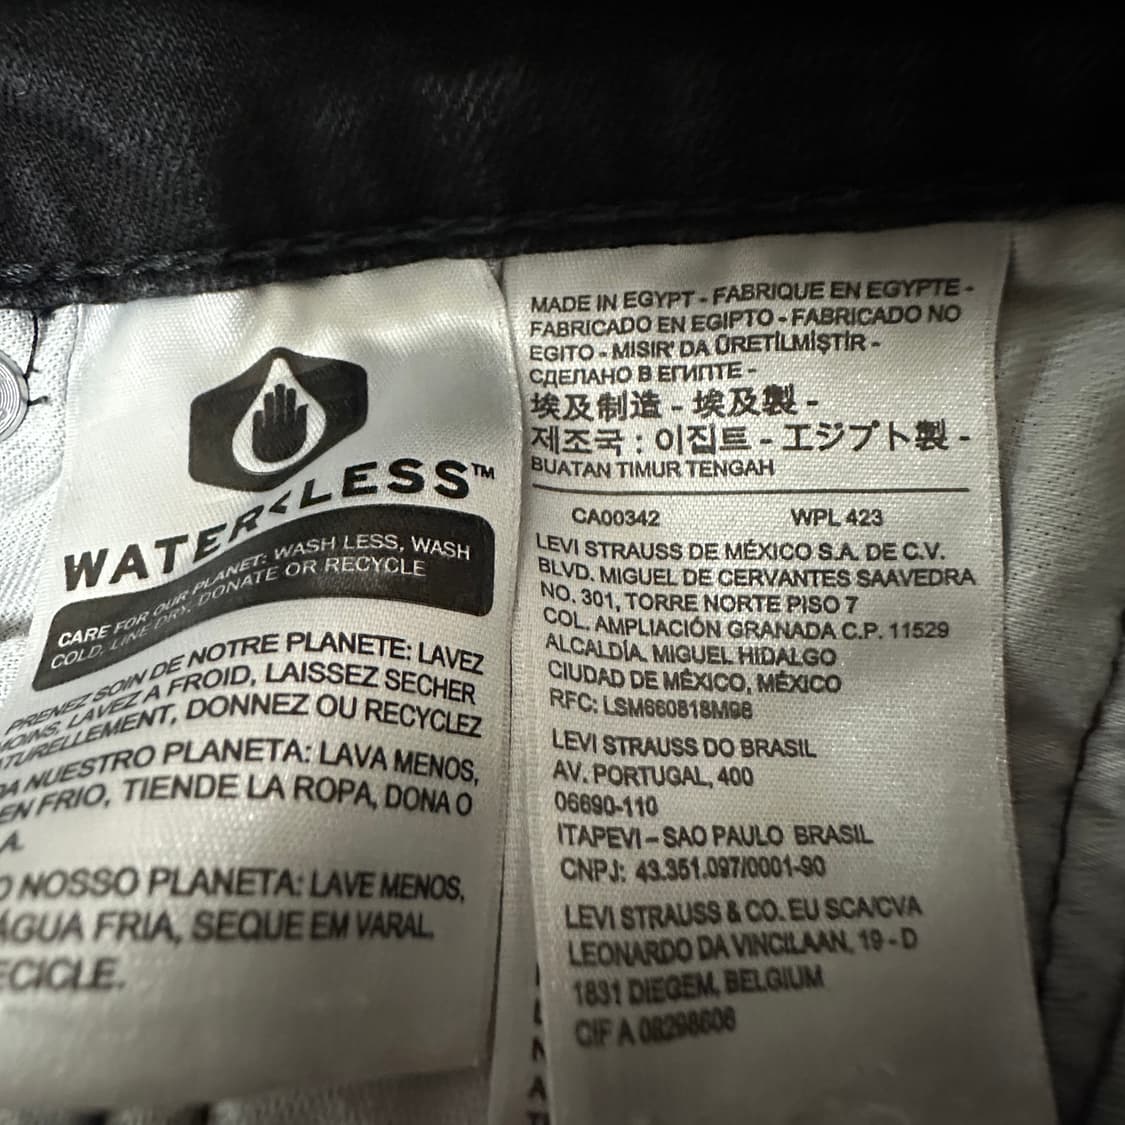 WATER<LESS™
CARE FOR OUR PLANET: WASH LESS, WASH
COLD, LINE DRY, DONATE OR RECYCLE
PRENEZ SOIN DE NOTRE PLANETE: LAVEZ
MOINS, LAVEZ A FROID, LAISSEZ SECHER
ATURELLEMENT, DONNEZ OU RECYCLEZ
DA NUESTRO PLANETA: LAVA MENOS,
EN FRIO, TIENDE LA ROPA, DONA O
A.
O NOSSO PLANETA: LAVE MENOS,
ÁGUA FRIA, SEQUE EM VARAL
ECICLE.
MADE IN EGYPT - FABRIQUE EN EGYPTE -
FABRICADO EN EGIPTO - FABRICADO NO
EGITO - MISIR' DA ÜRETİLMİŞTİR -
СДЕЛАНО В ЕГИПТЕ -
埃及制造 - 埃及製 -
제조국 : 이집트 - エジプト製 -
BUATAN TIMUR TENGAH
CA00342 WPL 423
LEVI STRAUSS DE MÉXICO S.A. DE C.V.
BLVD. MIGUEL DE CERVANTES SAAVEDRA
NO. 301, TORRE NORTE PISO 7
COL. AMPLIACIÓN GRANADA C.P. 11529
ALCALDÍA. MIGUEL HIDALGO
CIUDAD DE MÉXICO, MÉXICO
RFC: LSM660818M98
LEVI STRAUSS DO BRASIL
AV. PORTUGAL, 400
06690-110
ITAPEVI – SAO PAULO BRASIL
CNPJ: 43.351.097/0001-90
LEVI STRAUSS & CO. EU SCA/CVA
LEONARDO DA VINCILAAN, 19 - D
1831 DIEGEM, BELGIUM
CIF A 08298606